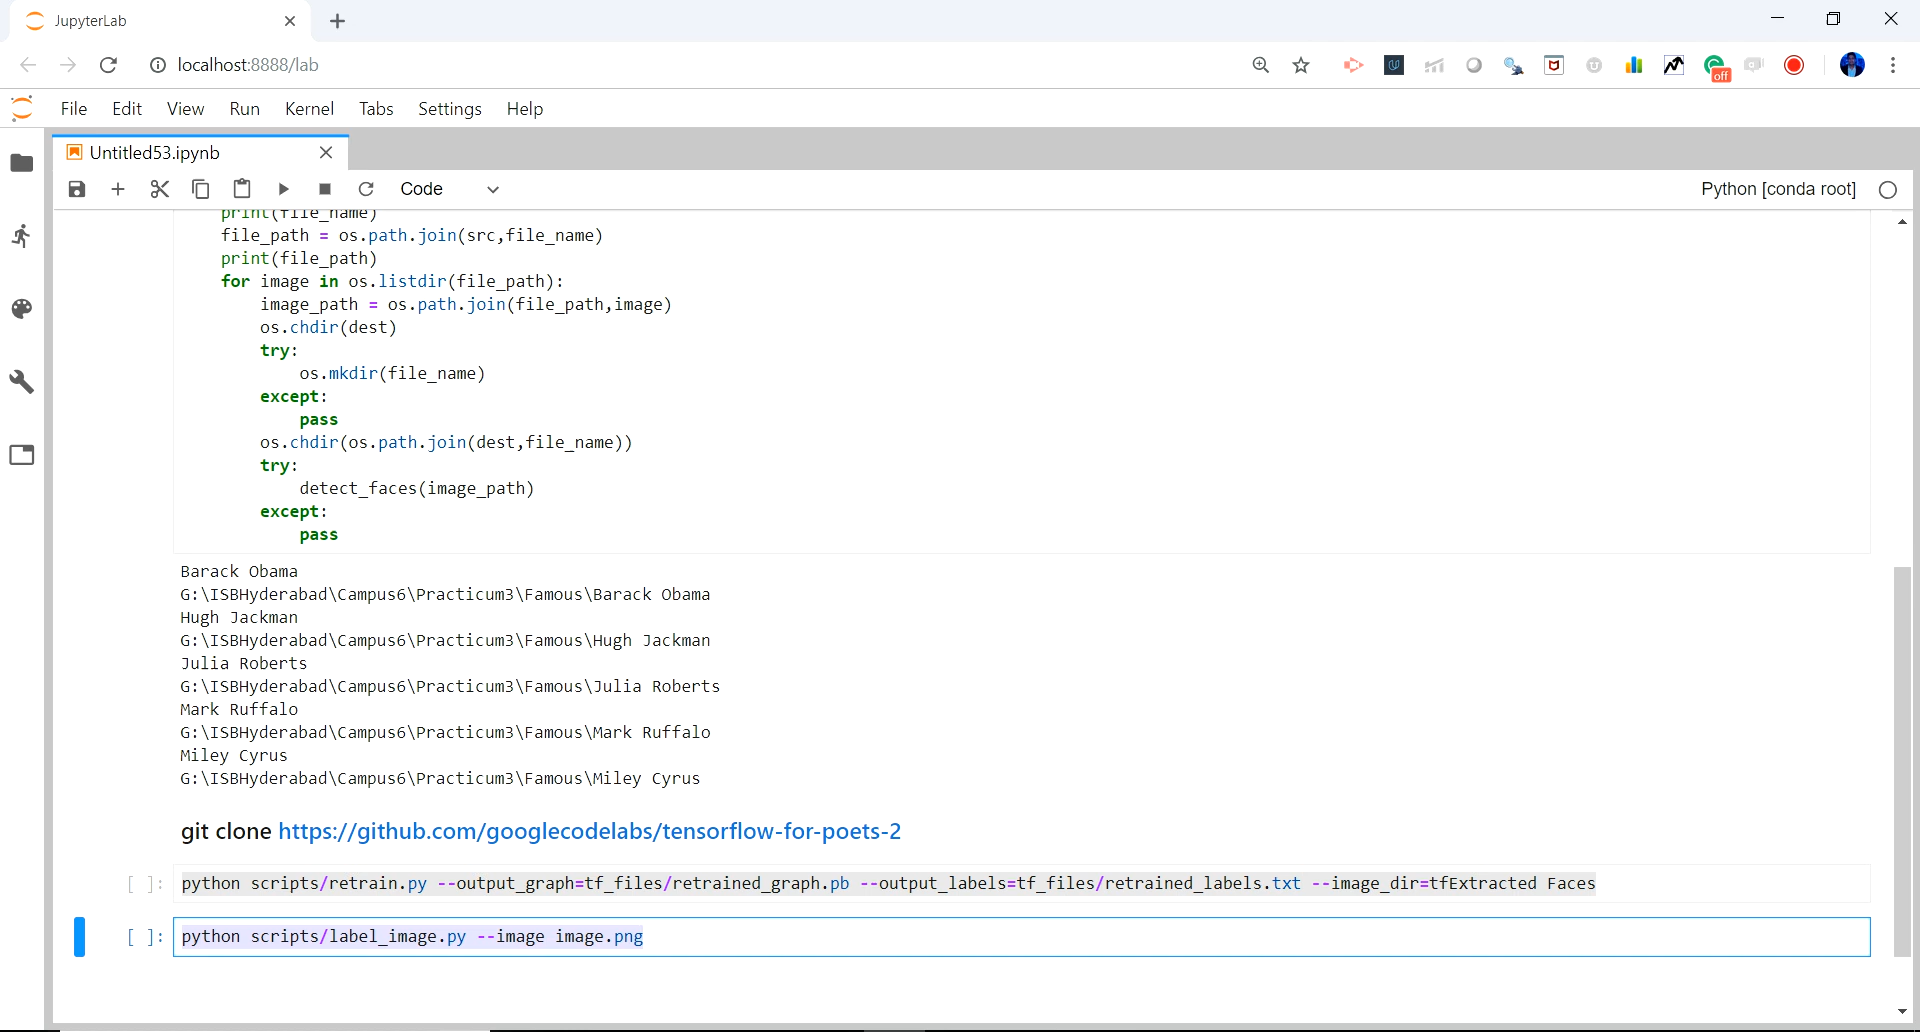 JupyterLab
localhost:8888/lab
off
File Edit View Run Kernel Tabs Settings Help
Untitled53.ipynb
Code
Python [conda root]
print(file_name)
file_path = os.path.join(src,file_name)
print(file_path)
for image in os.listdir(file_path):
image_path = os.path.join(file_path,image)
os.chdir(dest)
try:
os.mkdir(file_name)
except:
pass
os.chdir(os.path.join(dest,file_name))
try:
detect_faces(image_path)
except:
pass
Barack Obama
G:\ISBHyderabad\Campus6\Practicum3\Famous\Barack Obama
Hugh Jackman
G:\ISBHyderabad\Campus6\Practicum3\Famous\Hugh Jackman
Julia Roberts
G:\ISBHyderabad\Campus6\Practicum3\Famous\Julia Roberts
Mark Ruffalo
G:\ISBHyderabad\Campus6\Practicum3\Famous\Mark Ruffalo
Miley Cyrus
G:\ISBHyderabad\Campus6\Practicum3\Famous\Miley Cyrus
git clone https://github.com/googlecodelabs/tensorflow-for-poets-2
[ ]: python scripts/retrain.py --output_graph=tf_files/retrained_graph.pb --output_labels=tf_files/retrained_labels.txt --image_dir=tfExtracted Faces
[ ]: python scripts/label_image.py --image image.png